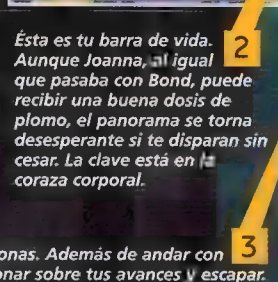 Ésta es tu barra de vida.
2
Aunque Joanna, al igual
que pasaba con Bond, puede
recibir una buena dosis de
plomo, el panorama se torna
desesperante si te disparan sin
cesar. La clave está en la
coraza corporal.
3
onas. Además de andar con
onar sobre tus avances y escapar.